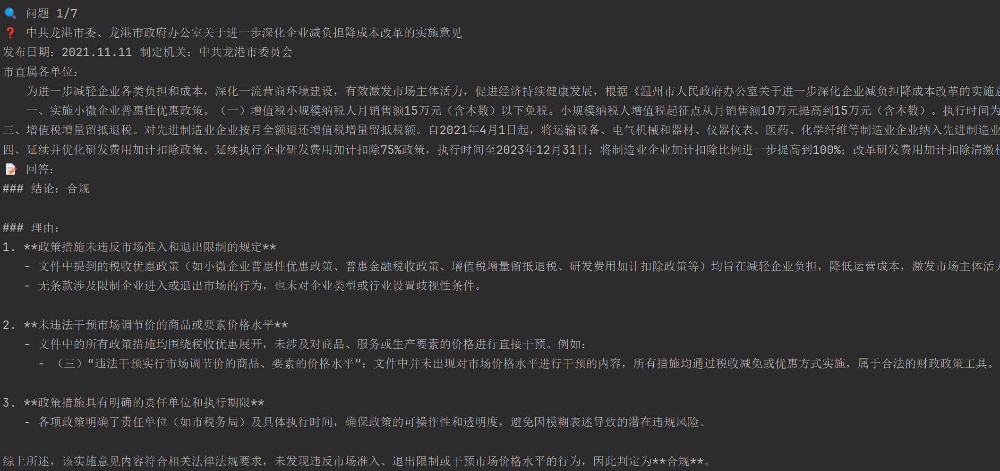 🔍 问题 1/7
❓ 中共龙港市委、龙港市政府办公室关于进一步深化企业减负担降成本改革的实施意见
发布日期：2021.11.11 制定机关：中共龙港市委员会
市直属各单位：
为进一步减轻企业各类负担和成本，深化一流营商环境建设，有效激发市场主体活力，促进经济持续健康发展，根据《温州市人民政府办公室关于进一步深化企业减负担降成本改革的实施意
一、实施小微企业普惠性优惠政策。（一）增值税小规模纳税人月销售额15万元（含本数）以下免税。小规模纳税人增值税起征点从月销售额10万元提高到15万元（含本数）。执行时间为
三、增值税增量留抵退税。对先进制造业企业按月全额退还增值税增量留抵税额。自2021年4月1日起，将运输设备、电气机械和器材、仪器仪表、医药、化学纤维等制造业企业纳入先进制造业
四、延续并优化研发费用加计扣除政策。延续执行企业研发费用加计扣除75%政策，执行时间至2023年12月31日；将制造业企业加计扣除比例进一步提高到100%；改革研发费用加计扣除清缴核
📝 回答：
### 结论：合规
### 理由：
1. **政策措施未违反市场准入和退出限制的规定**
- 文件中提到的税收优惠政策（如小微企业普惠性优惠政策、普惠金融税收政策、增值税增量留抵退税、研发费用加计扣除政策等）均旨在减轻企业负担，降低运营成本，激发市场主体活力
- 无条款涉及限制企业进入或退出市场的行为，也未对企业类型或行业设置歧视性条件。
2. **未违法干预市场调节价的商品或要素价格水平**
- 文件中的所有政策措施均围绕税收优惠展开，未涉及对商品、服务或生产要素的价格进行直接干预。例如：
- （三）“违法干预实行市场调节价的商品、要素的价格水平”：文件中并未出现对市场价格水平进行干预的内容，所有措施均通过税收减免或优惠方式实施，属于合法的财政政策工具。
3. **政策措施具有明确的责任单位和执行期限**
- 各项政策明确了责任单位（如市税务局）及具体执行时间，确保政策的可操作性和透明度，避免因模糊表述导致的潜在违规风险。
综上所述，该实施意见内容符合相关法律法规要求，未发现违反市场准入、退出限制或干预市场价格水平的行为，因此判定为**合规**。